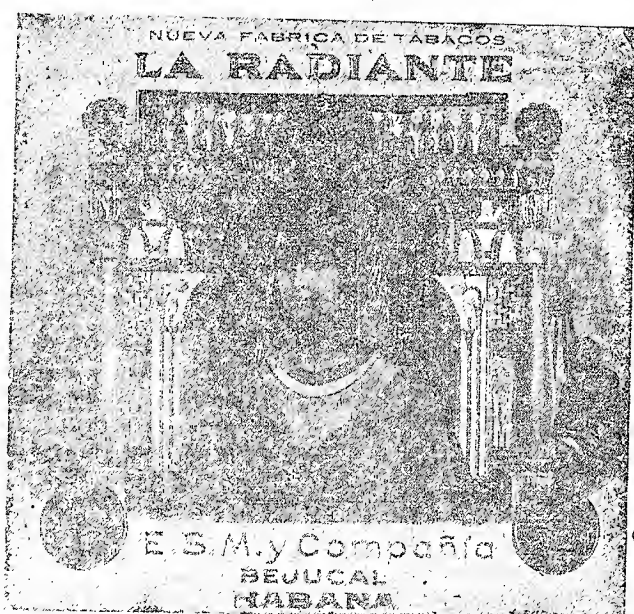 NUEVA FABRICA DE TABACOS
LA RADIANTE
E.S.M. y Compañía
BEJUCAL
HABANA